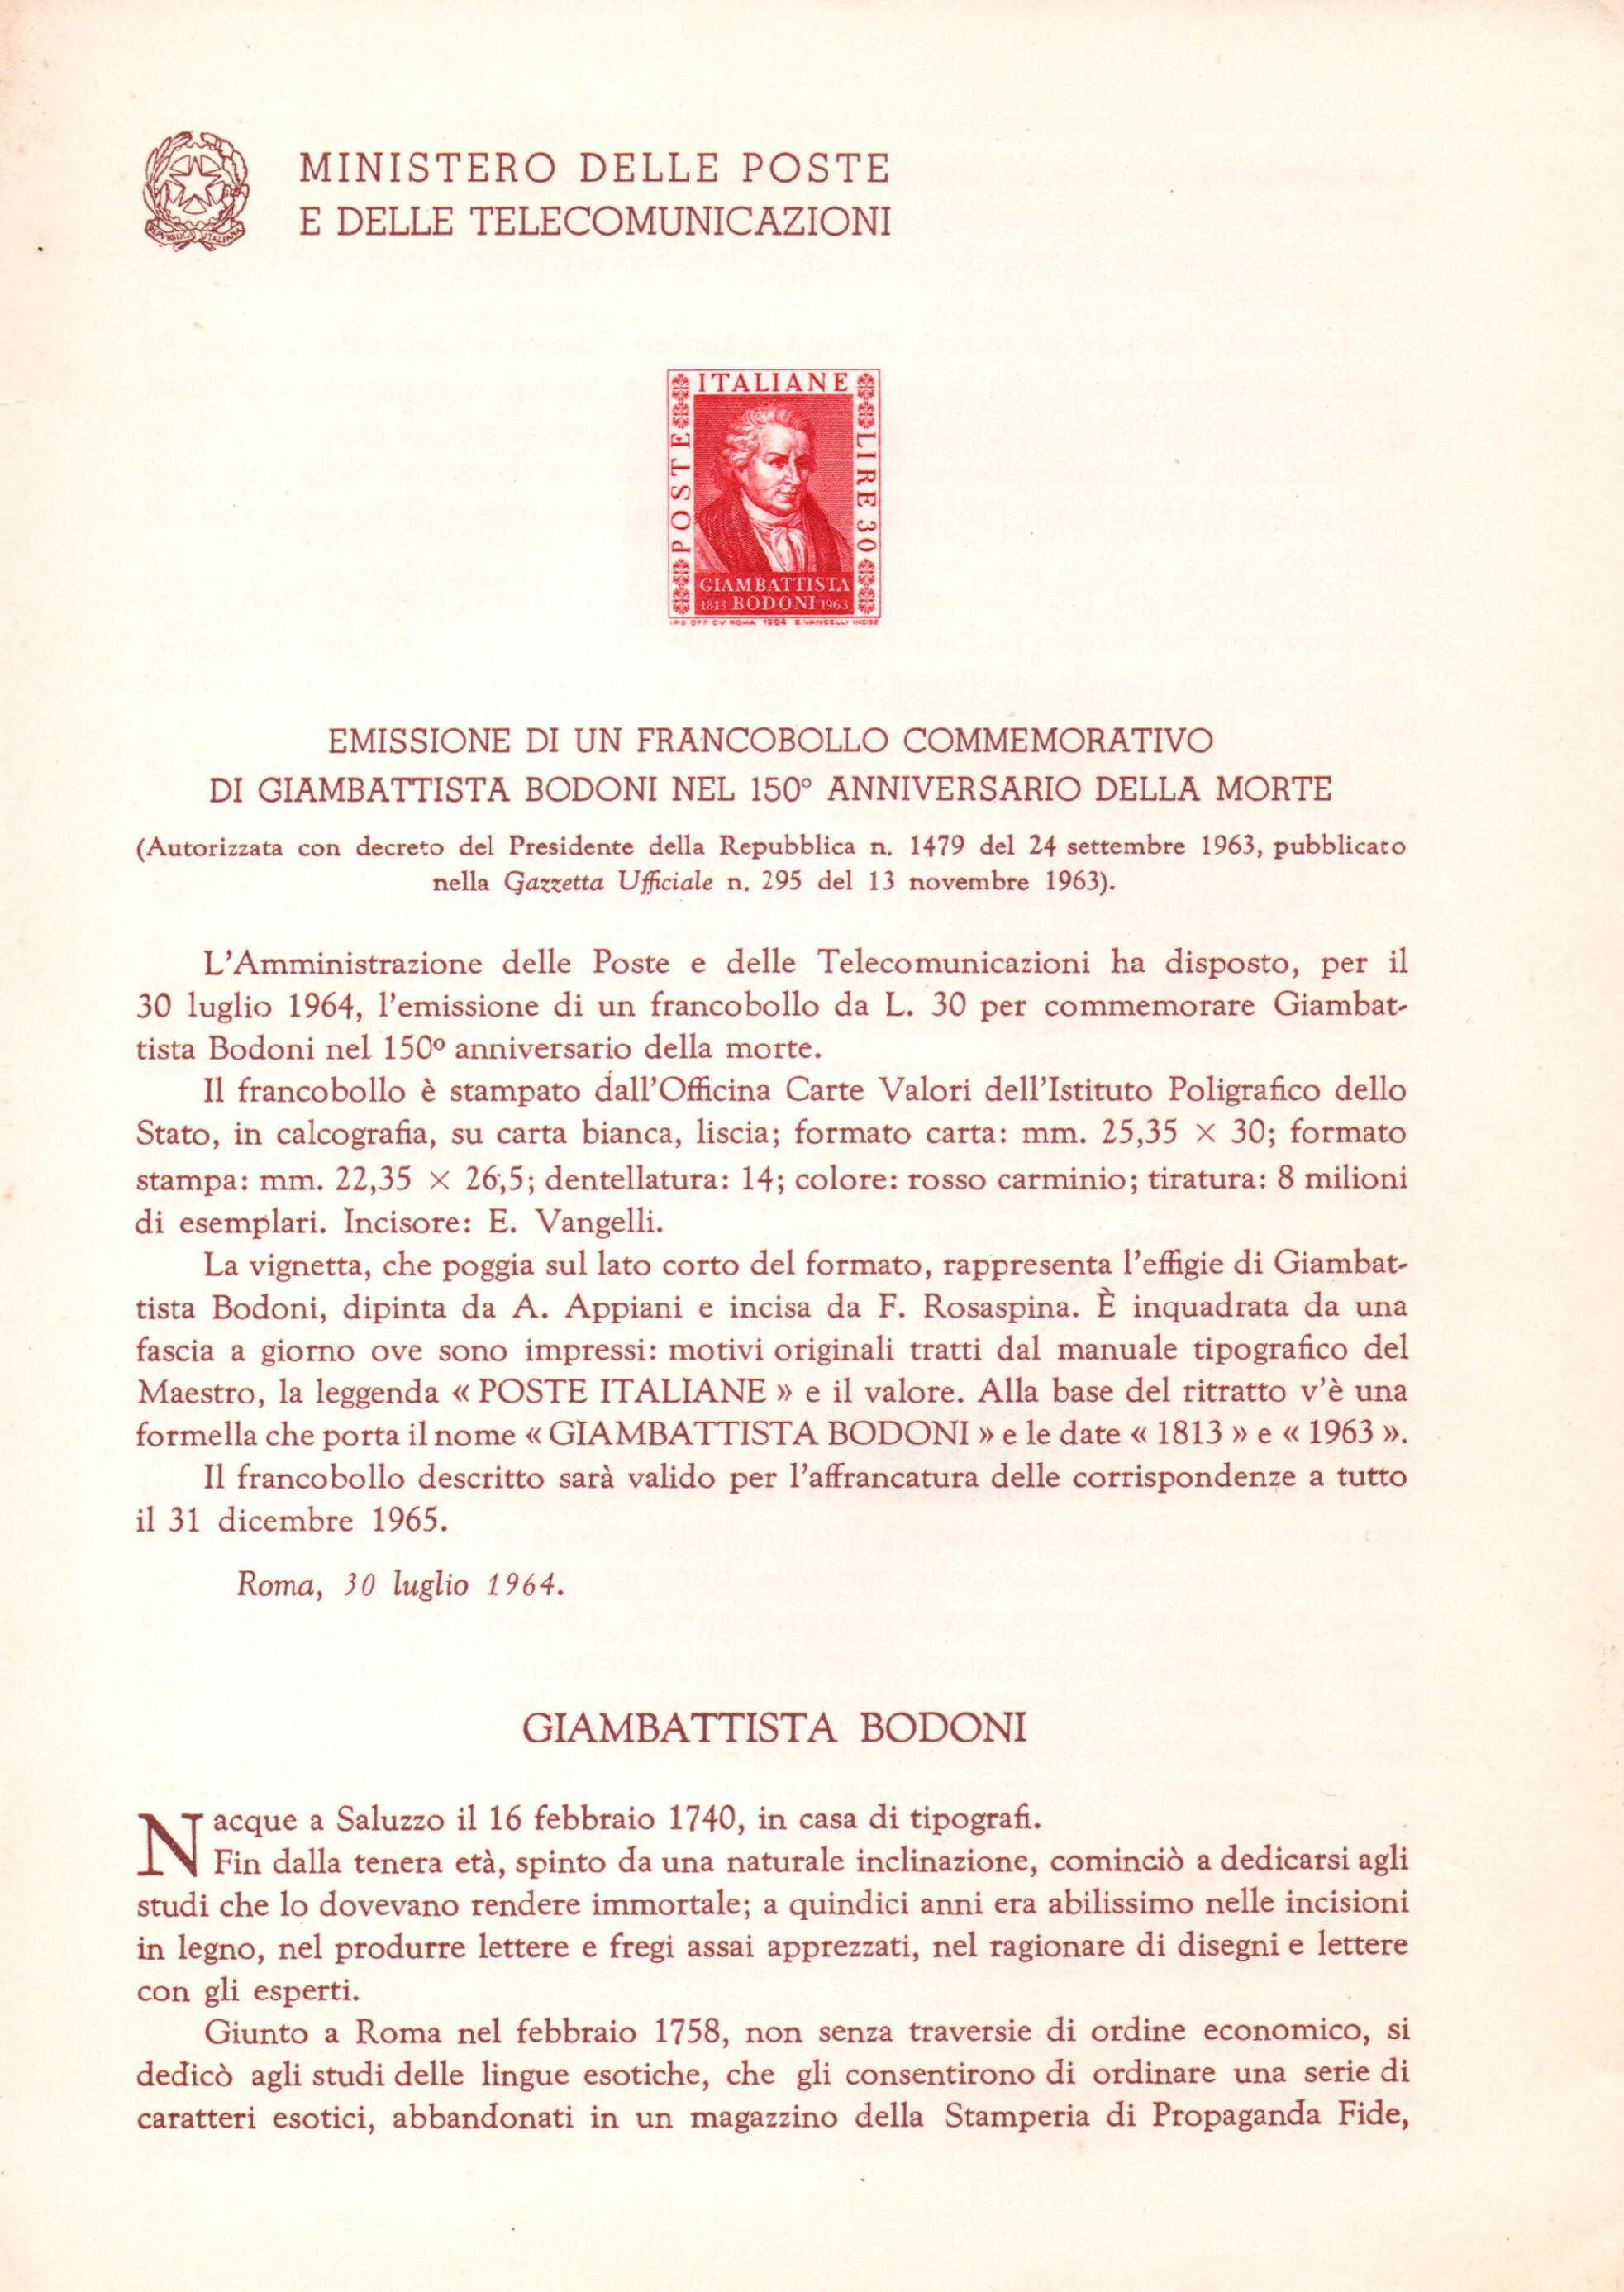 REPVBBLICA ITALIANA
MINISTERO DELLE POSTE
E DELLE TELECOMUNICAZIONI
POSTE
ITALIANE
LIRE 30
GIAMBATTISTA
1813 BODONI 1963
I.P.S. OFF. C.V. ROMA 1964 E. VANGELLI INCISE
EMISSIONE DI UN FRANCOBOLLO COMMEMORATIVO
DI GIAMBATTISTA BODONI NEL 150° ANNIVERSARIO DELLA MORTE
(Autorizzata con decreto del Presidente della Repubblica n. 1479 del 24 settembre 1963, pubblicato
nella Gazzetta Ufficiale n. 295 del 13 novembre 1963).
L'Amministrazione delle Poste e delle Telecomunicazioni ha disposto, per il
30 luglio 1964, l'emissione di un francobollo da L. 30 per commemorare Giambat-
tista Bodoni nel 150º anniversario della morte.
Il francobollo è stampato dall'Officina Carte Valori dell'Istituto Poligrafico dello
Stato, in calcografia, su carta bianca, liscia; formato carta: mm. 25,35 × 30; formato
stampa: mm. 22,35 × 26,5; dentellatura: 14; colore: rosso carminio; tiratura: 8 milioni
di esemplari. Incisore: E. Vangelli.
La vignetta, che poggia sul lato corto del formato, rappresenta l'effigie di Giambat-
tista Bodoni, dipinta da A. Appiani e incisa da F. Rosaspina. È inquadrata da una
fascia a giorno ove sono impressi: motivi originali tratti dal manuale tipografico del
Maestro, la leggenda « POSTE ITALIANE » e il valore. Alla base del ritratto v'è una
formella che porta il nome « GIAMBATTISTA BODONI » e le date « 1813 » e « 1963 ».
Il francobollo descritto sarà valido per l'affrancatura delle corrispondenze a tutto
il 31 dicembre 1965.
Roma, 30 luglio 1964.
GIAMBATTISTA BODONI
Nacque a Saluzzo il 16 febbraio 1740, in casa di tipografi.
Fin dalla tenera età, spinto da una naturale inclinazione, cominciò a dedicarsi agli
studi che lo dovevano rendere immortale; a quindici anni era abilissimo nelle incisioni
in legno, nel produrre lettere e fregi assai apprezzati, nel ragionare di disegni e lettere
con gli esperti.
Giunto a Roma nel febbraio 1758, non senza traversie di ordine economico, si
dedicò agli studi delle lingue esotiche, che gli consentirono di ordinare una serie di
caratteri esotici, abbandonati in un magazzino della Stamperia di Propaganda Fide,